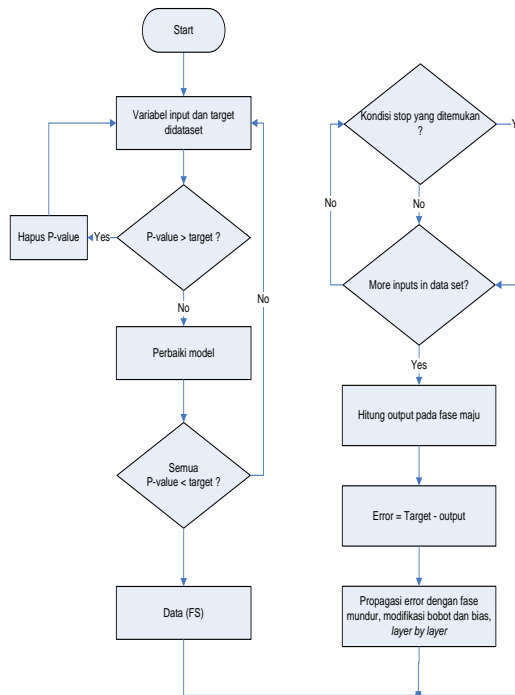 Start
Variabel input dan target
didataset
P-value > target ?
Yes
Hapus P-value
No
Perbaiki model
Semua
P-value < target ?
No
Data (FS)
Kondisi stop yang ditemukan
?
No
No
More inputs in data set?
Yes
Hitung output pada fase maju
Error = Target - output
Propagasi error dengan fase
mundur, modifikasi bobot dan bias,
layer by layer